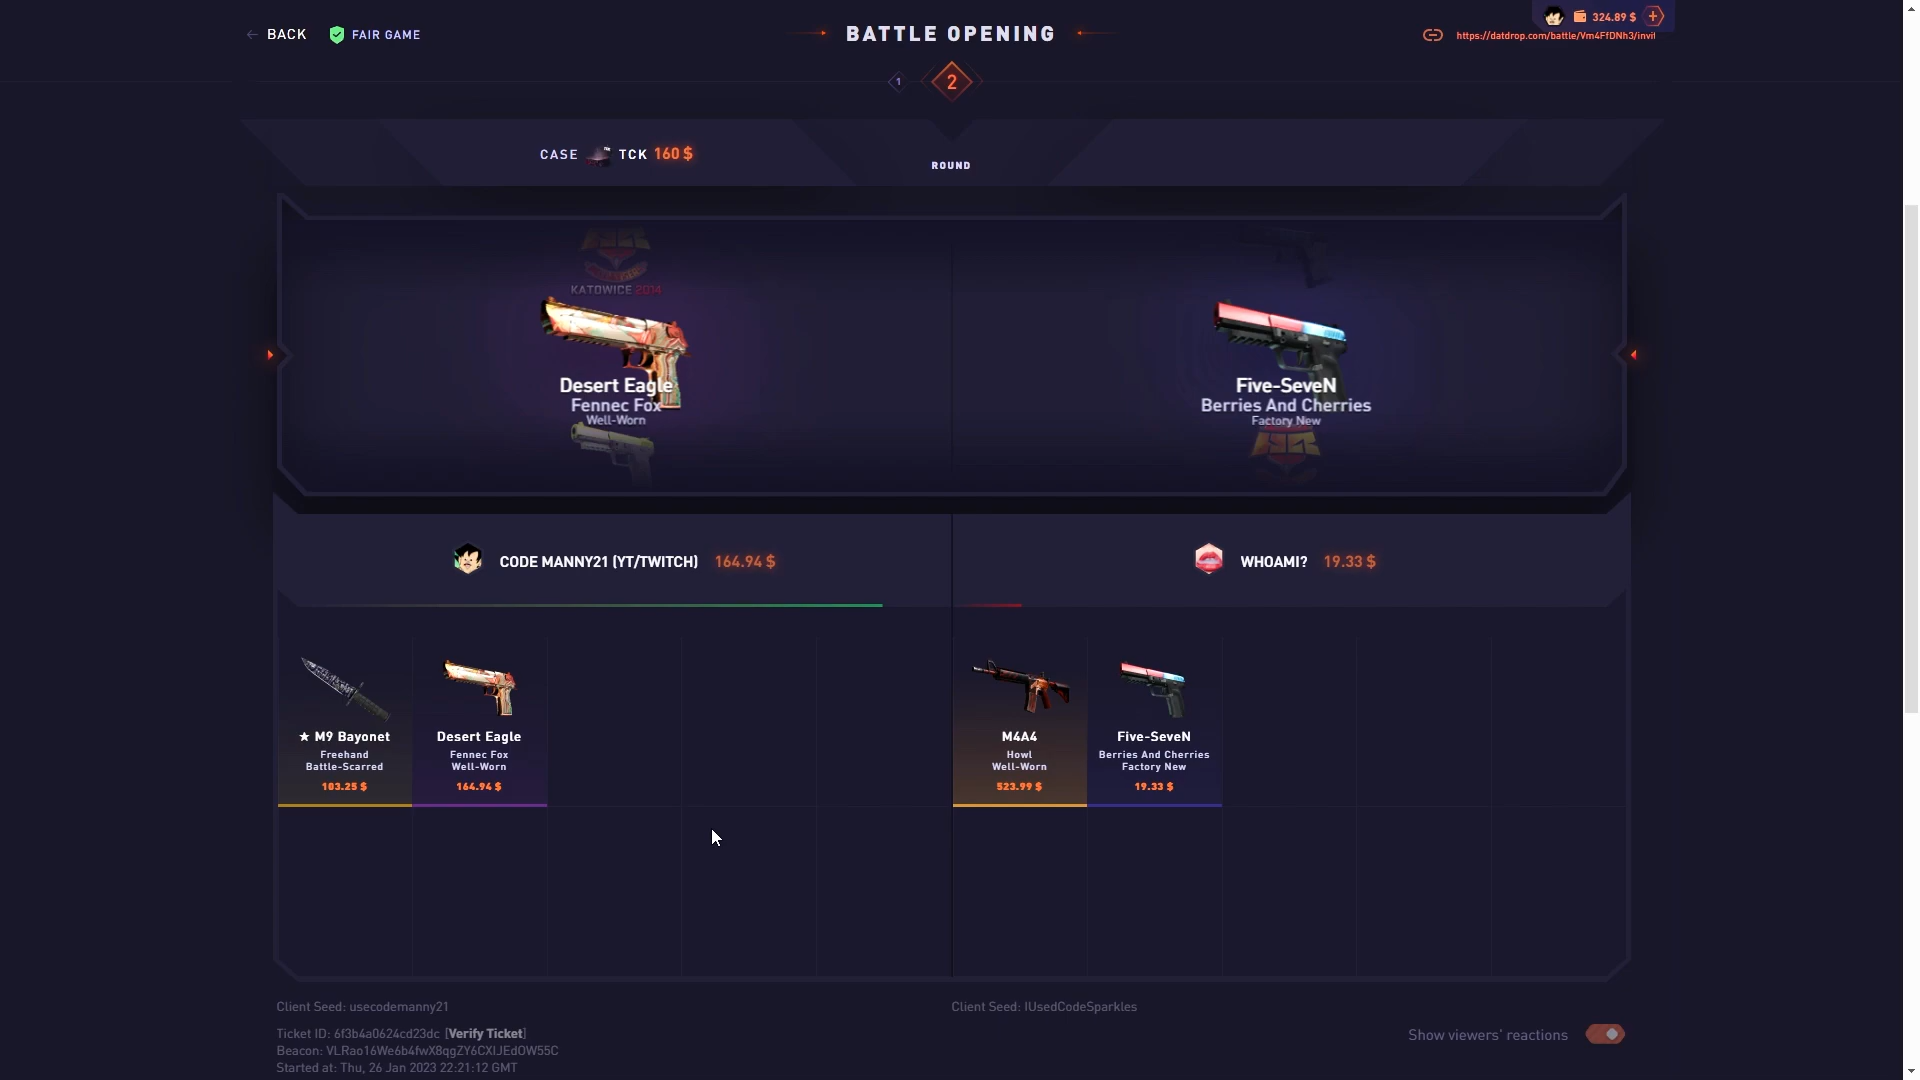 BACK
FAIR GAME
BATTLE OPENING
324.89 $
https://datdrop.com/battle/Vm4FfDNh3/invit
1
2
CASE TCK 160 $
ROUND
KATOWICE 2014
Desert Eagle
Fennec Fox
Well-Worn
Five-SeveN
Berries And Cherries
Factory New
CODE MANNY21 (YT/TWITCH) 164.94 $
WHOAMI? 19.33 $
★ M9 Bayonet
Freehand
Battle-Scarred
103.25 $
Desert Eagle
Fennec Fox
Well-Worn
164.94 $
M4A4
Howl
Well-Worn
523.99 $
Five-SeveN
Berries And Cherries
Factory New
19.33 $
Client Seed: usecodemanny21
Client Seed: IUsedCodeSparkles
Ticket ID: 6f3b4a0624cd23dc [Verify Ticket]
Beacon: VLRao16We6b4fwX8qgZY6CXIJEdOW55C
Started at: Thu, 26 Jan 2023 22:21:12 GMT
Show viewers' reactions